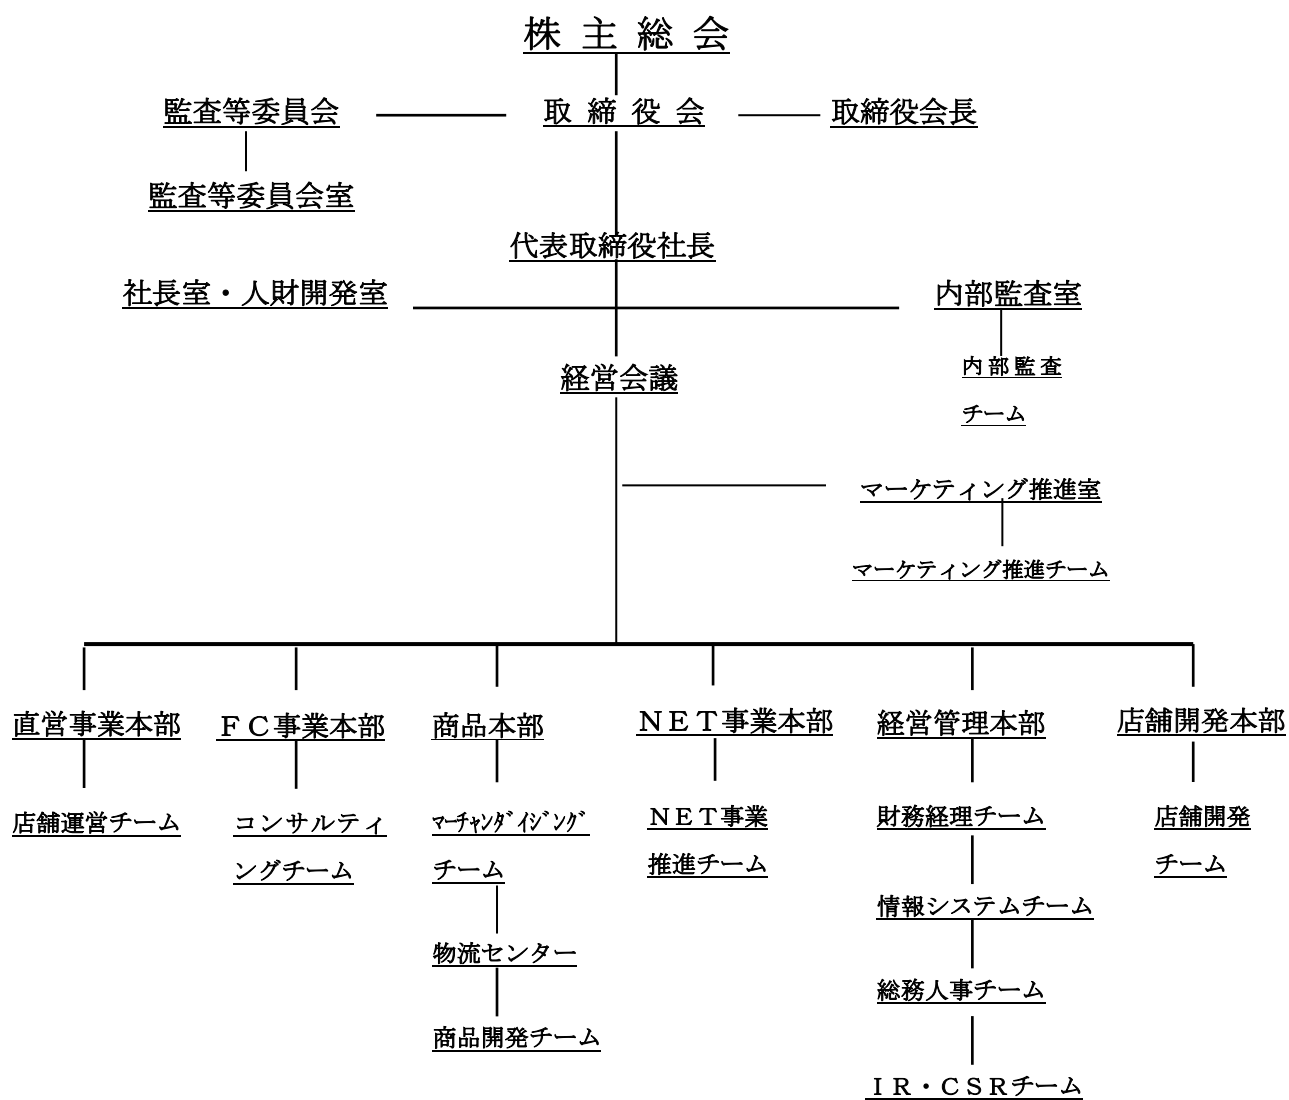 株 主 総 会
監査等委員会
取 締 役 会
取締役会長
監査等委員会室
代表取締役社長
社長室・人財開発室
内部監査室
内部監査
チーム
経営会議
マーケティング推進室
マーケティング推進チーム
直営事業本部
ＦＣ事業本部
商品本部
ＮＥＴ事業本部
経営管理本部
店舗開発本部
店舗運営チーム
コンサルティ
ングチーム
ﾏｰﾁｬﾝﾀﾞｲｼﾞﾝｸﾞ
チーム
物流センター
商品開発チーム
ＮＥＴ事業
推進チーム
財務経理チーム
情報システムチーム
総務人事チーム
ＩＲ・ＣＳＲチーム
店舗開発
チーム